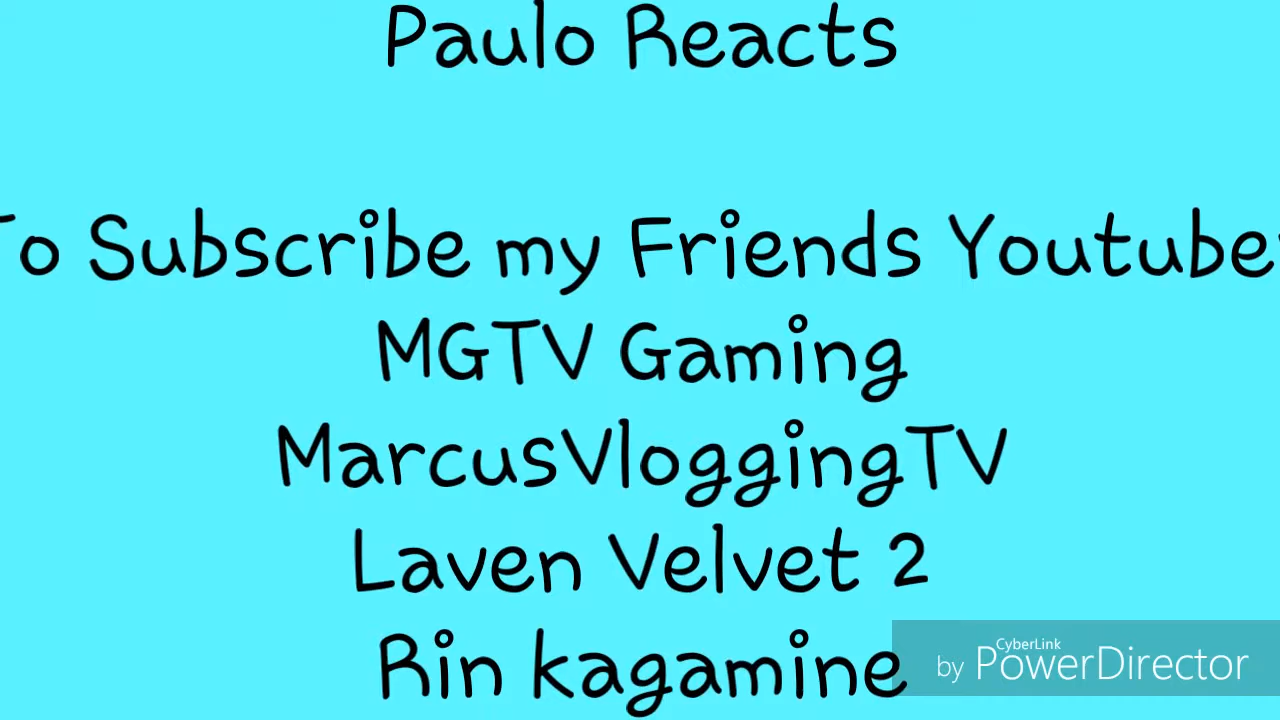 Paulo Reacts
To Subscribe my Friends Youtube
MGTV Gaming
MarcusVloggingTV
Laven Velvet 2
Rin kagamine
CyberLink
by PowerDirector